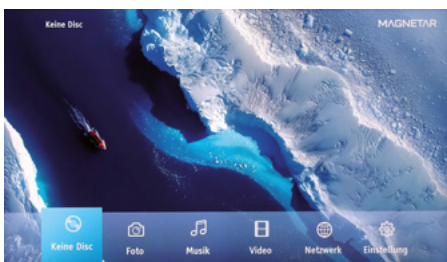 Keine Disc
MAGNETAR
Keine Disc
Foto
Musik
Video
Netzwerk
Einstellung